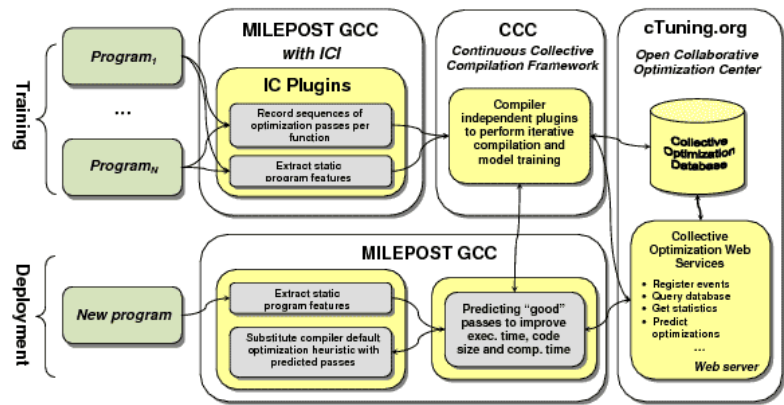 Training
Program1
...
ProgramN
MILEPOST GCC
with ICI
IC Plugins
Record sequences of
optimization passes per
function
Extract static
program features
CCC
Continuous Collective
Compilation Framework
Compiler
independent plugins
to perform iterative
compilation and
model training
cTuning.org
Open Collaborative
Optimization Center
Collective
Optimization
Database
Deployment
New program
MILEPOST GCC
Extract static
program features
Substitute compiler default
optimization heuristic with
predicted passes
Predicting “good”
passes to improve
exec. time, code
size and comp. time
Collective
Optimization Web
Services
• Register events
• Query database
• Get statistics
• Predict
optimizations
...
Web server